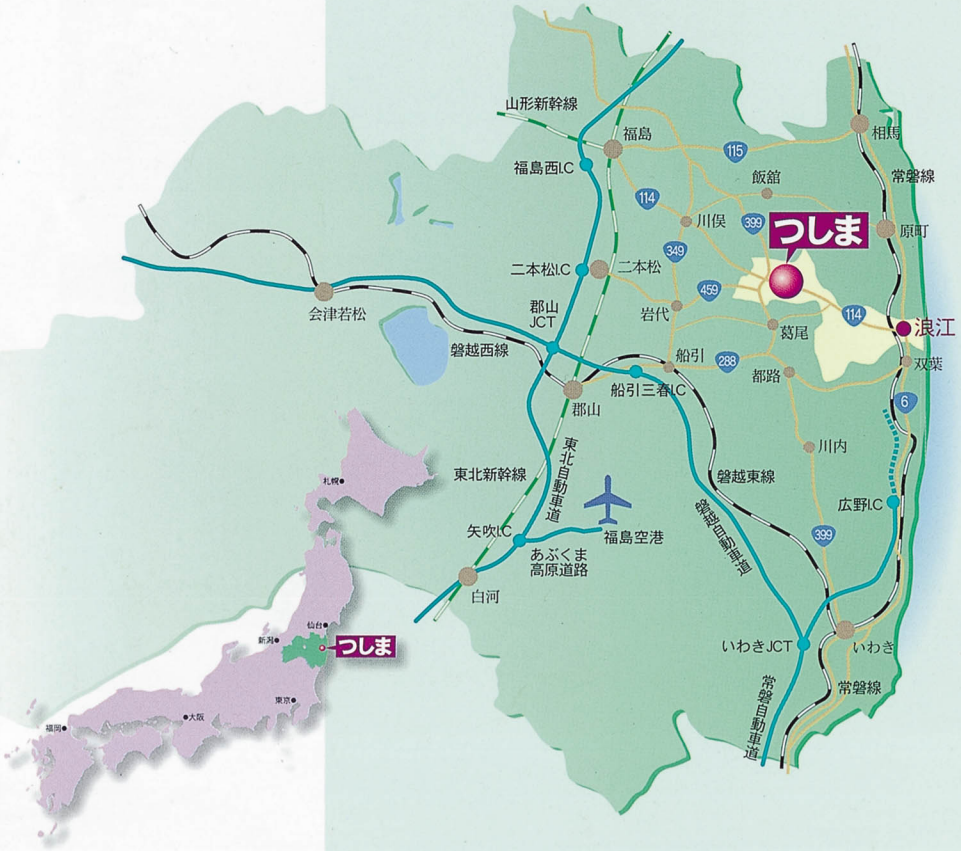 山形新幹線
福島
115
相馬
福島西I.C
飯舘
常磐線
114
川俣
399
つしま
原町
349
二本松I.C
二本松
459
会津若松
郡山
JCT
岩代
114
浪江
葛尾
磐越西線
船引
288
双葉
船引三春I.C
都路
郡山
6
川内
東北新幹線
東北自動車道
磐越東線
札幌
広野I.C
矢吹I.C
福島空港
磐越自動車道
399
あぶくま
高原道路
白河
仙台
新潟
つしま
いわきJCT
いわき
常磐線
東京
常磐自動車道
大阪
福岡